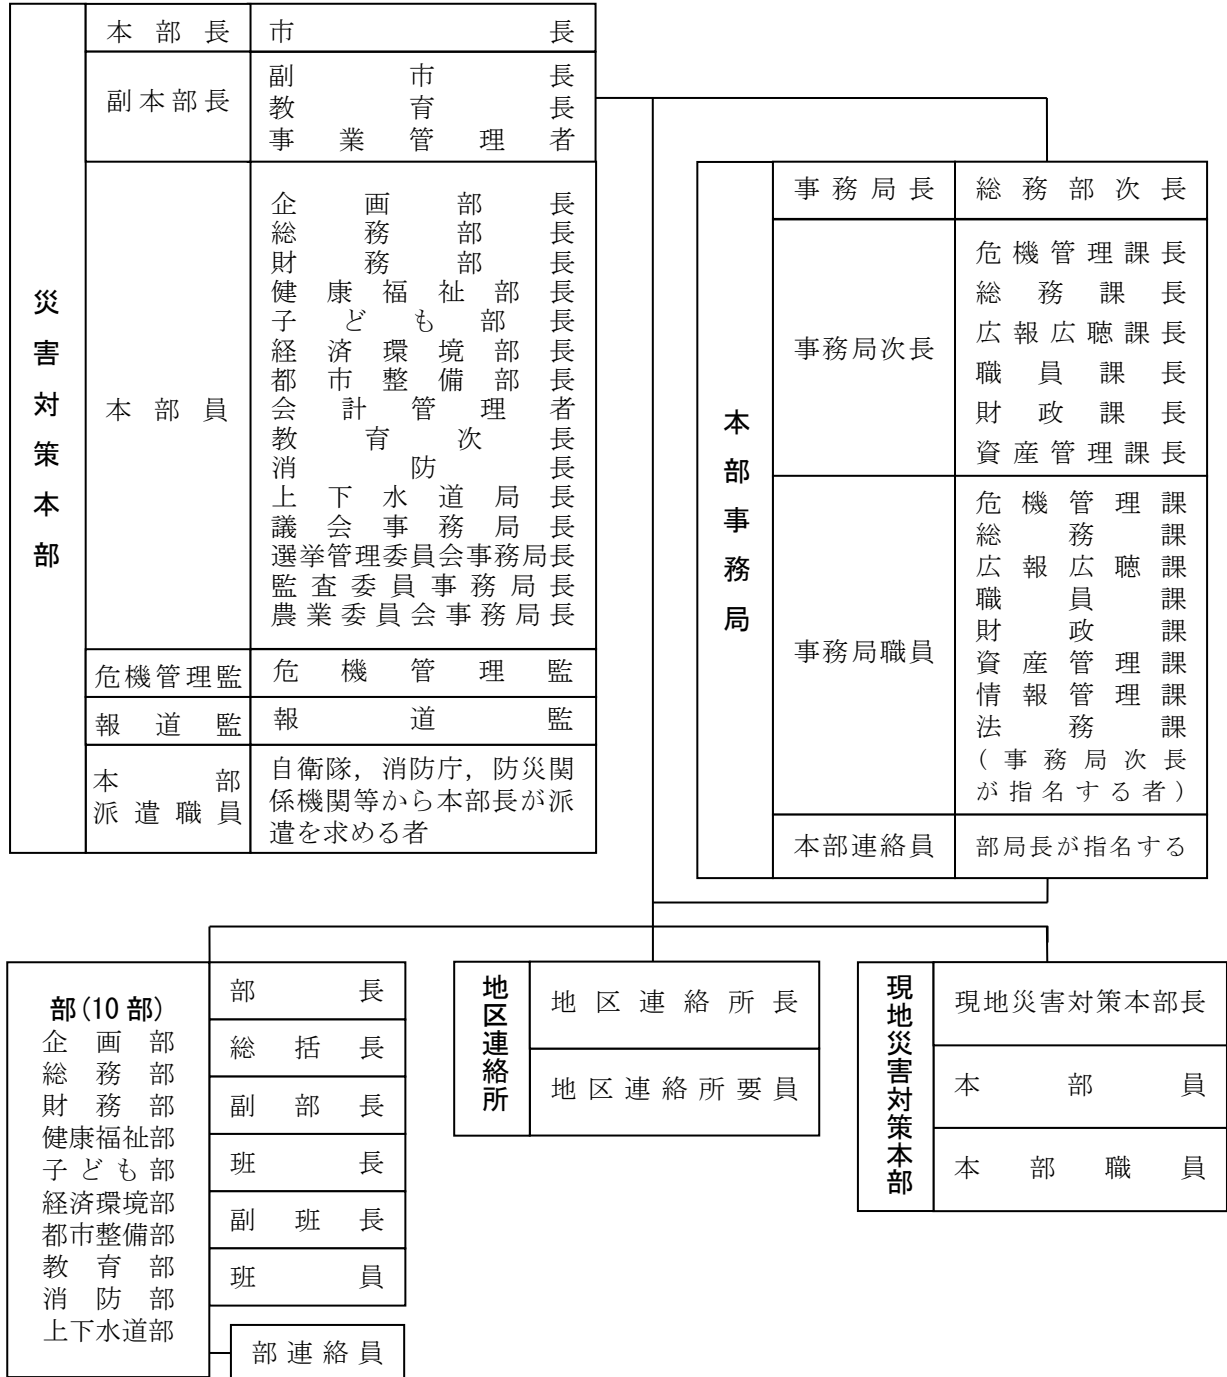 災害対策本部
本部長
市長
副本部長
副市長
教育長
事業管理者
本部員
企画部長
総務部長
財務部長
健康福祉部長
子ども部長
経済環境部長
都市整備部長
会計管理者
教育次長
消防長
上下水道局長
議会事務局長
選挙管理委員会事務局長
監査委員事務局長
農業委員会事務局長
危機管理監
危機管理監
報道監
報道監
本部
派遣職員
自衛隊，消防庁，防災関
係機関等から本部長が派
遣を求める者
本部事務局
事務局長
総務部次長
事務局次長
危機管理課長
総務課長
広報広聴課長
職員課長
財政課長
資産管理課長
事務局職員
危機管理課
総務課
広報広聴課
職員課
財政課
資産管理課
情報管理課
法務課
(事務局次長
が指名する者)
本部連絡員
部局長が指名する
部(10部)
企画部
総務部
財務部
健康福祉部
子ども部
経済環境部
都市整備部
教育部
消防部
上下水道部
部長
総括長
副部長
班長
副班長
班員
部連絡員
地区連絡所
地区連絡所長
地区連絡所要員
現地災害対策本部
現地災害対策本部長
本部員
本部職員